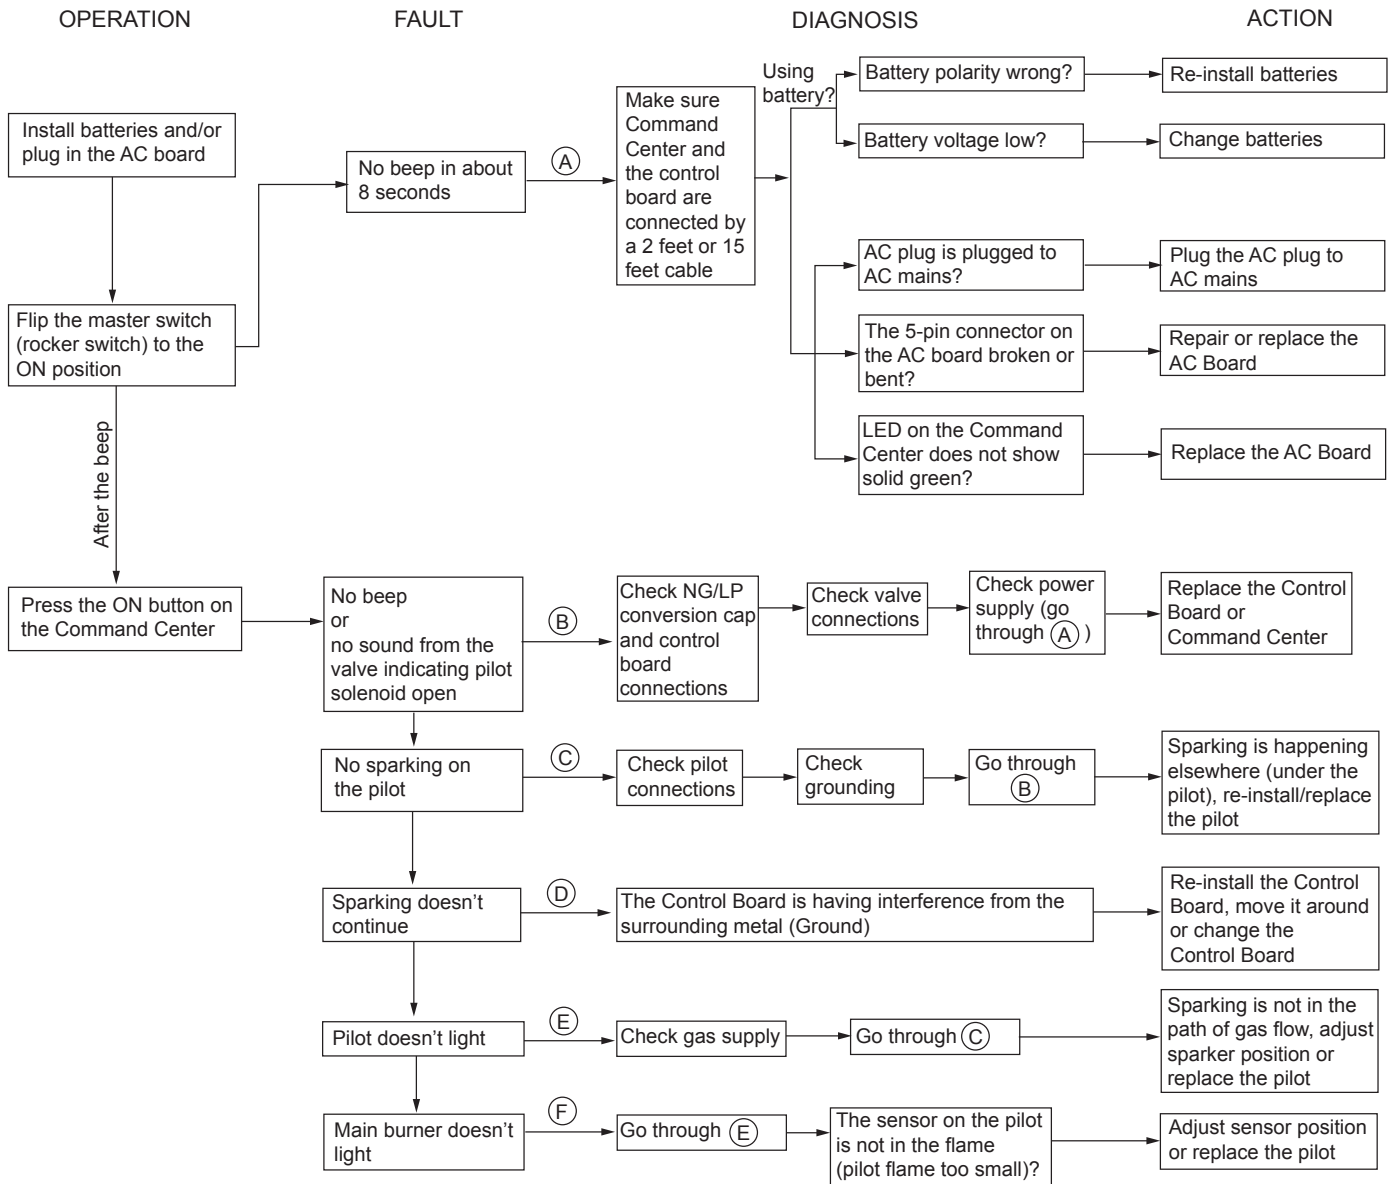 OPERATION
FAULT
DIAGNOSIS
ACTION
Install batteries and/or
plug in the AC board
Flip the master switch
(rocker switch) to the
ON position
After the beep
Press the ON button on
the Command Center
No beep in about
8 seconds
A
Make sure
Command
Center and
the control
board are
connected by
a 2 feet or 15
feet cable
Using
battery?
Battery polarity wrong?
Re-install batteries
Battery voltage low?
Change batteries
AC plug is plugged to
AC mains?
Plug the AC plug to
AC mains
The 5-pin connector on
the AC board broken or
bent?
Repair or replace the
AC Board
LED on the Command
Center does not show
solid green?
Replace the AC Board
No beep
or
no sound from the
valve indicating pilot
solenoid open
B
Check NG/LP
conversion cap
and control
board
connections
Check valve
connections
Check power
supply (go
through A )
Replace the Control
Board or
Command Center
No sparking on
the pilot
C
Check pilot
connections
Check
grounding
Go through
B
Sparking is happening
elsewhere (under the
pilot), re-install/replace
the pilot
Sparking doesn't
continue
D
The Control Board is having interference from the
surrounding metal (Ground)
Re-install the Control
Board, move it around
or change the
Control Board
Pilot doesn't light
E
Check gas supply
Go through C
Sparking is not in the
path of gas flow, adjust
sparker position or
replace the pilot
Main burner doesn't
light
F
Go through E
The sensor on the pilot
is not in the flame
(pilot flame too small)?
Adjust sensor position
or replace the pilot